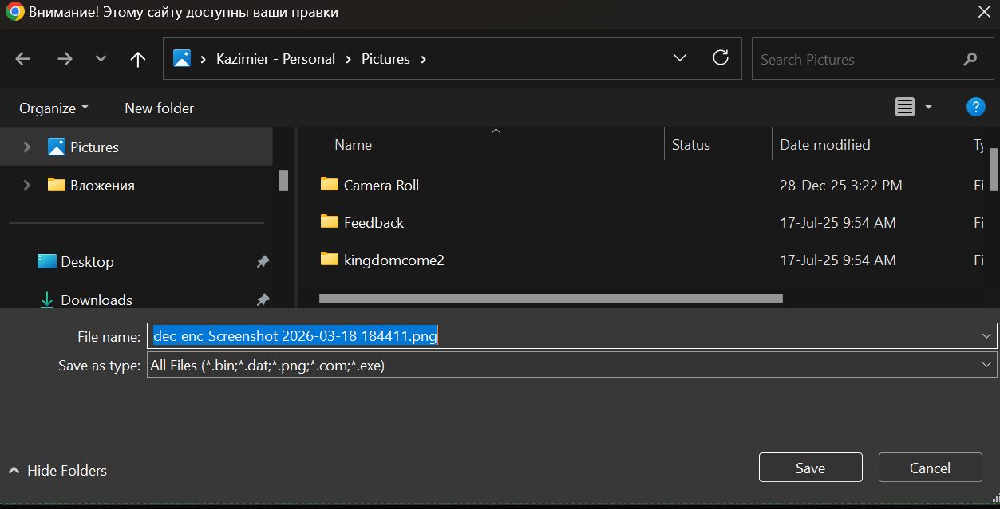 Внимание! Этому сайту доступны ваши правки
Kazimier - Personal > Pictures >
Search Pictures
Organize
New folder
Pictures
Вложения
Desktop
Downloads
Name Status Date modified Ty
Camera Roll 28-Dec-25 3:22 PM Fi
Feedback 17-Jul-25 9:54 AM Fi
kingdomcome2 17-Jul-25 9:54 AM Fi
File name: dec_enc_Screenshot 2026-03-18 184411.png
Save as type: All Files (*.bin;*.dat;*.png;*.com;*.exe)
Hide Folders
Save
Cancel